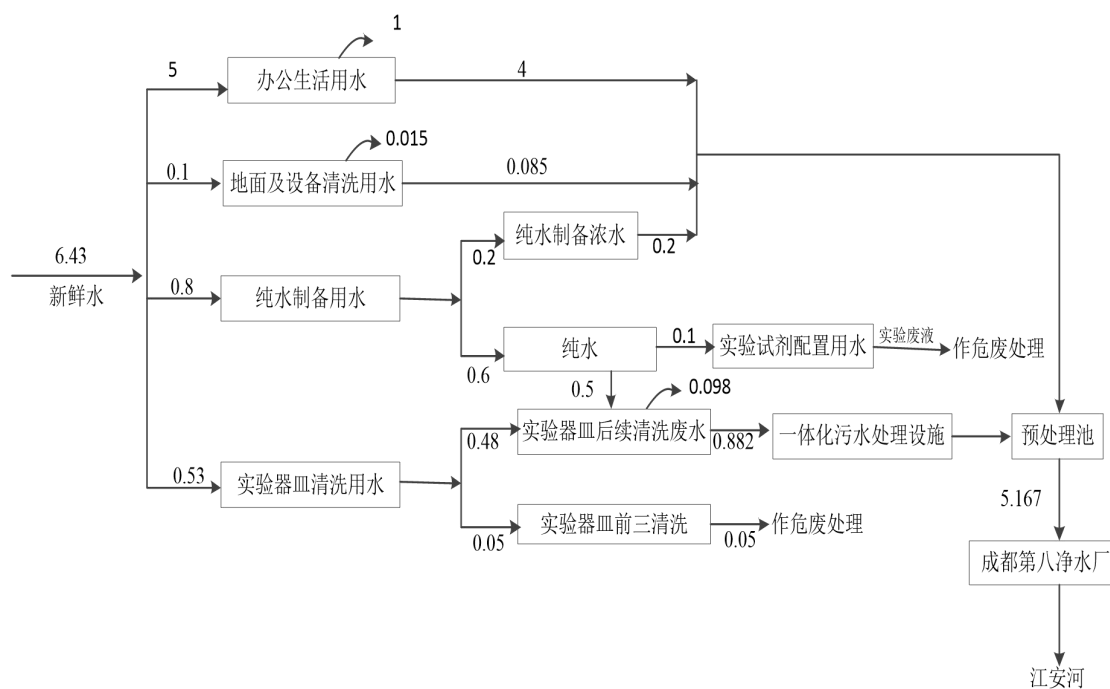 1
5
办公生活用水
4
0.015
0.1
地面及设备清洗用水
0.085
纯水制备浓水
0.2
0.2
6.43
新鲜水
0.8
纯水制备用水
纯水
0.1
实验试剂配置用水
实验废液
作危废处理
0.6
0.5
0.098
0.48
实验器皿后续清洗废水
0.882
一体化污水处理设施
预处理池
0.53
实验器皿清洗用水
5.167
实验器皿前三清洗
作危废处理
0.05
0.05
成都第八净水厂
江安河